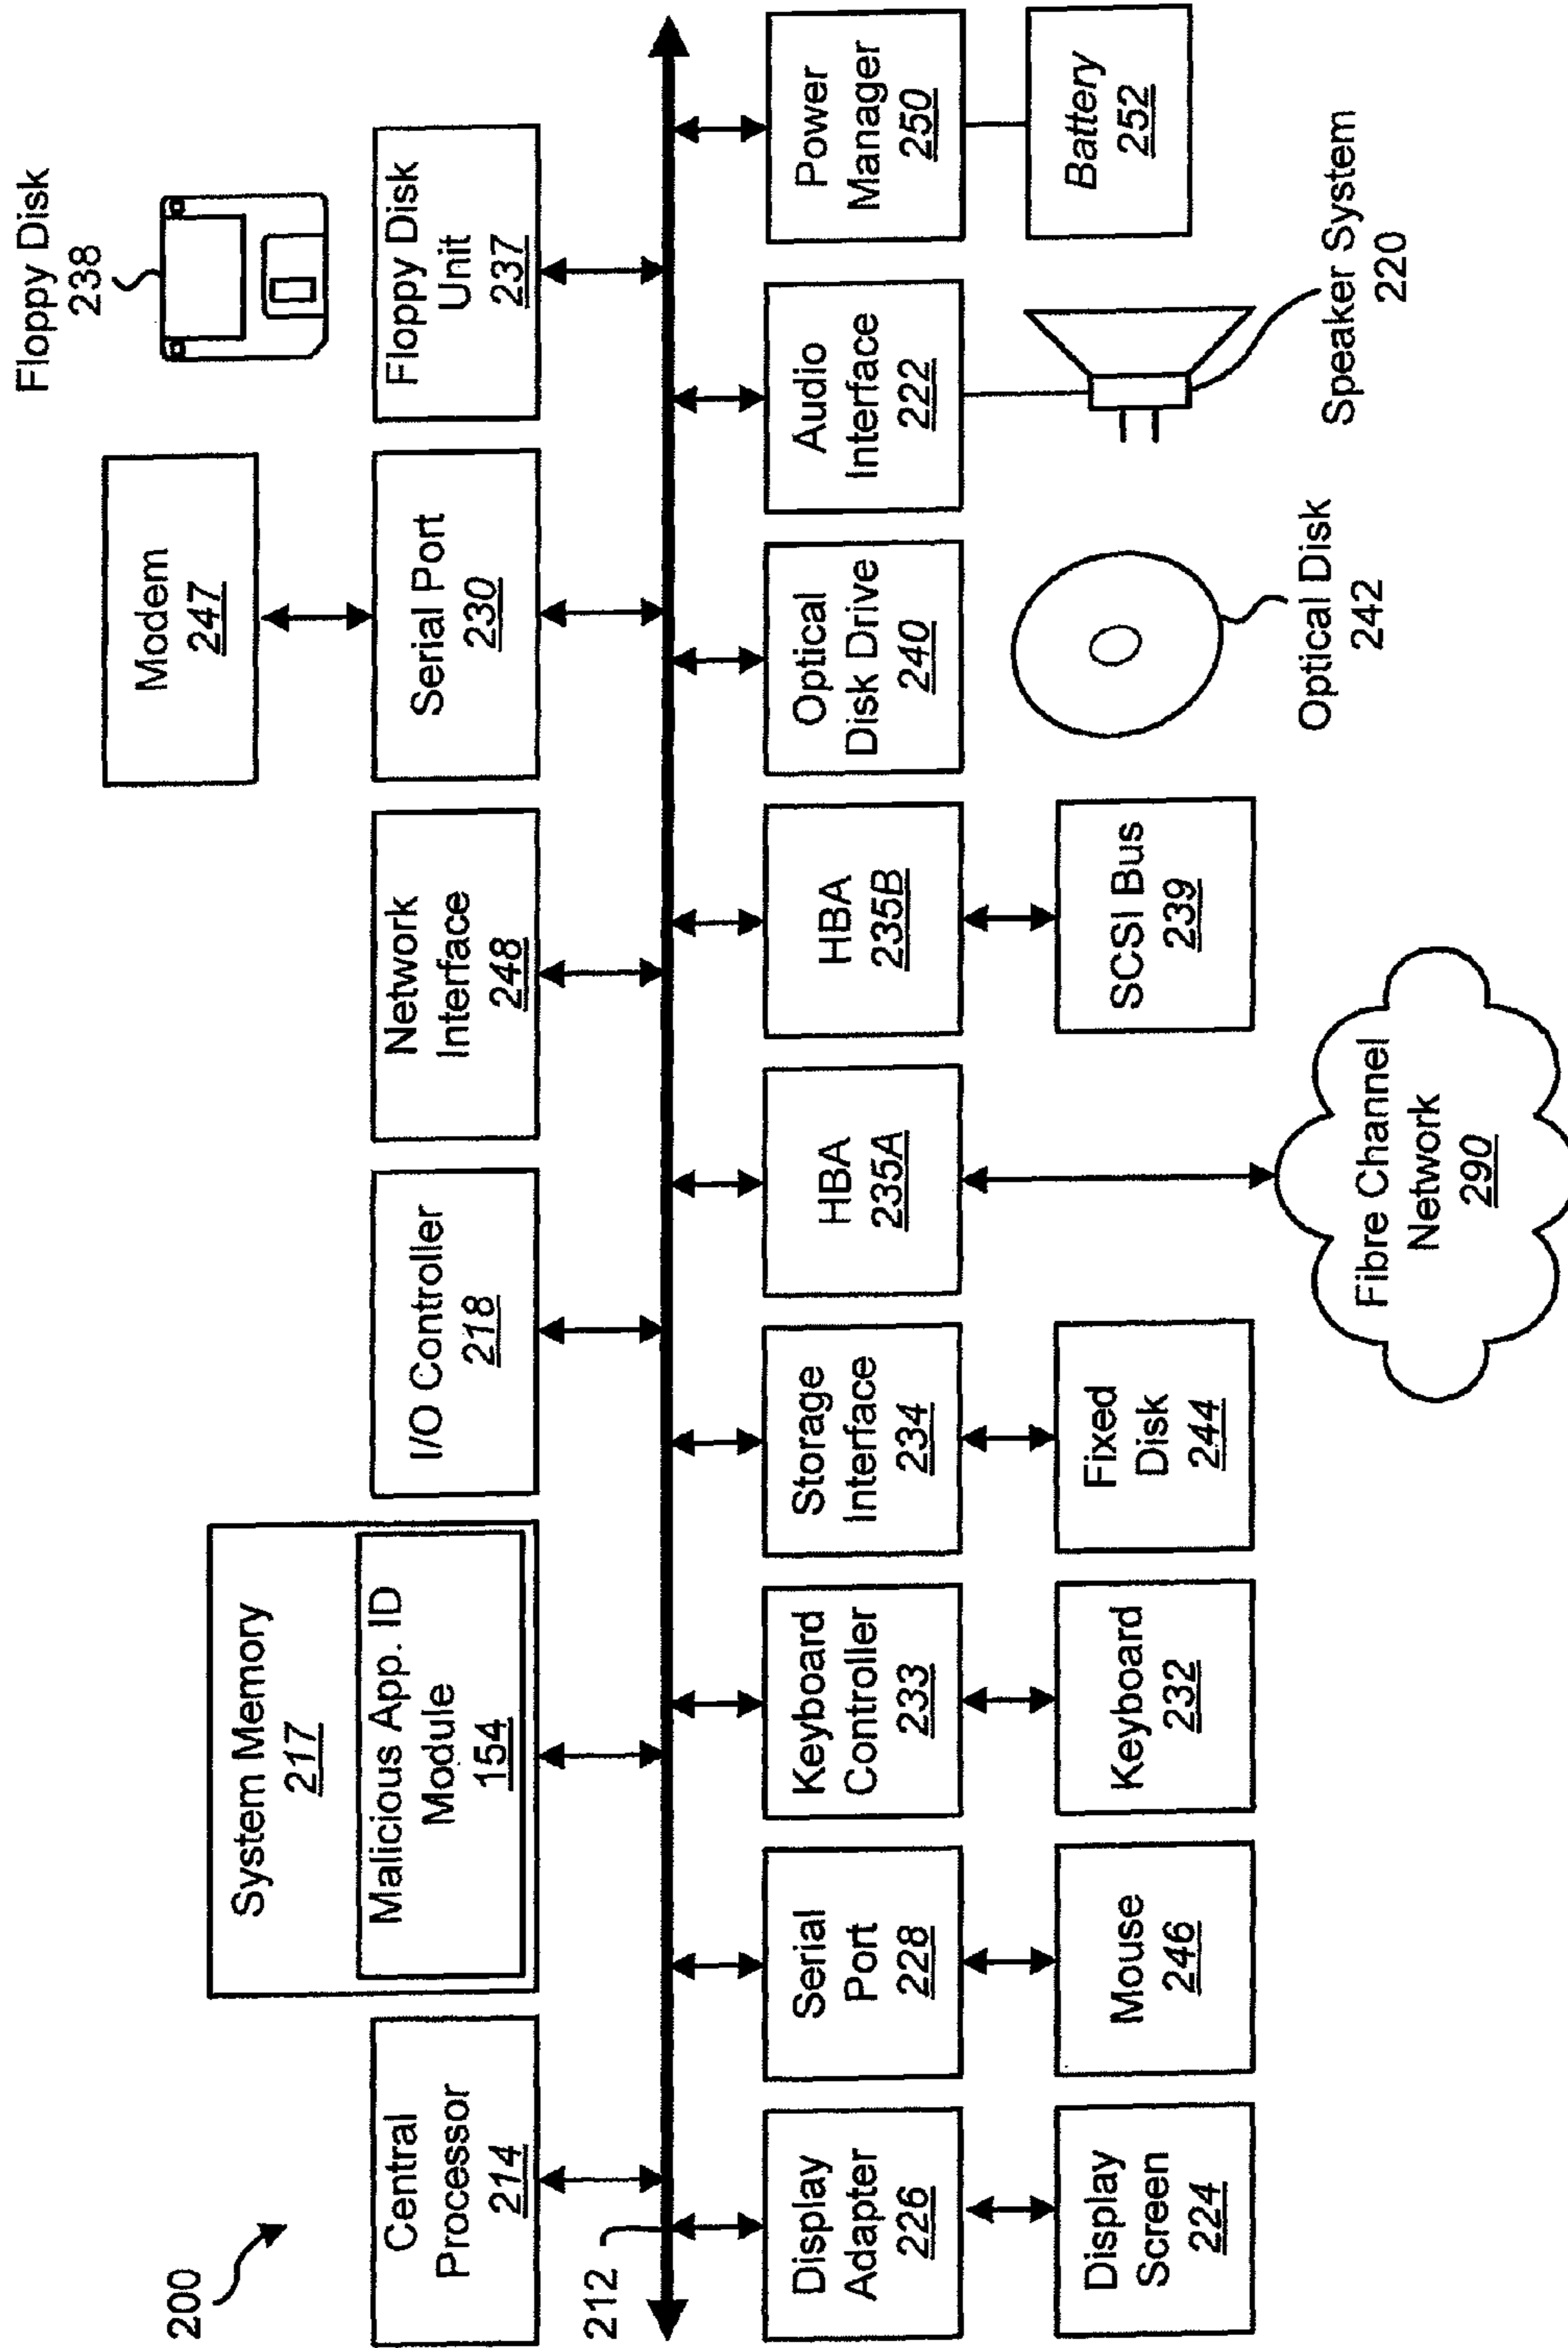 200
Floppy Disk
238
Modem
247
System Memory
217
Malicious App. ID
Module
154
Central
Processor
214
I/O Controller
218
Network
Interface
248
Serial Port
230
Floppy Disk
Unit
237
212
Display
Adapter
226
Serial
Port
228
Keyboard
Controller
233
Storage
Interface
234
HBA
235A
HBA
235B
Optical
Disk Drive
240
Audio
Interface
222
Power
Manager
250
Display
Screen
224
Mouse
246
Keyboard
232
Fixed
Disk
244
SCSI Bus
239
Battery
252
Optical Disk
242
Speaker System
220
Fibre Channel
Network
290